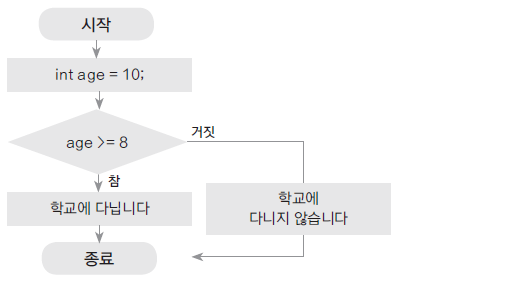 시작
int age = 10;
age >= 8
거짓
참
학교에 다닙니다
학교에
다니지 않습니다
종료